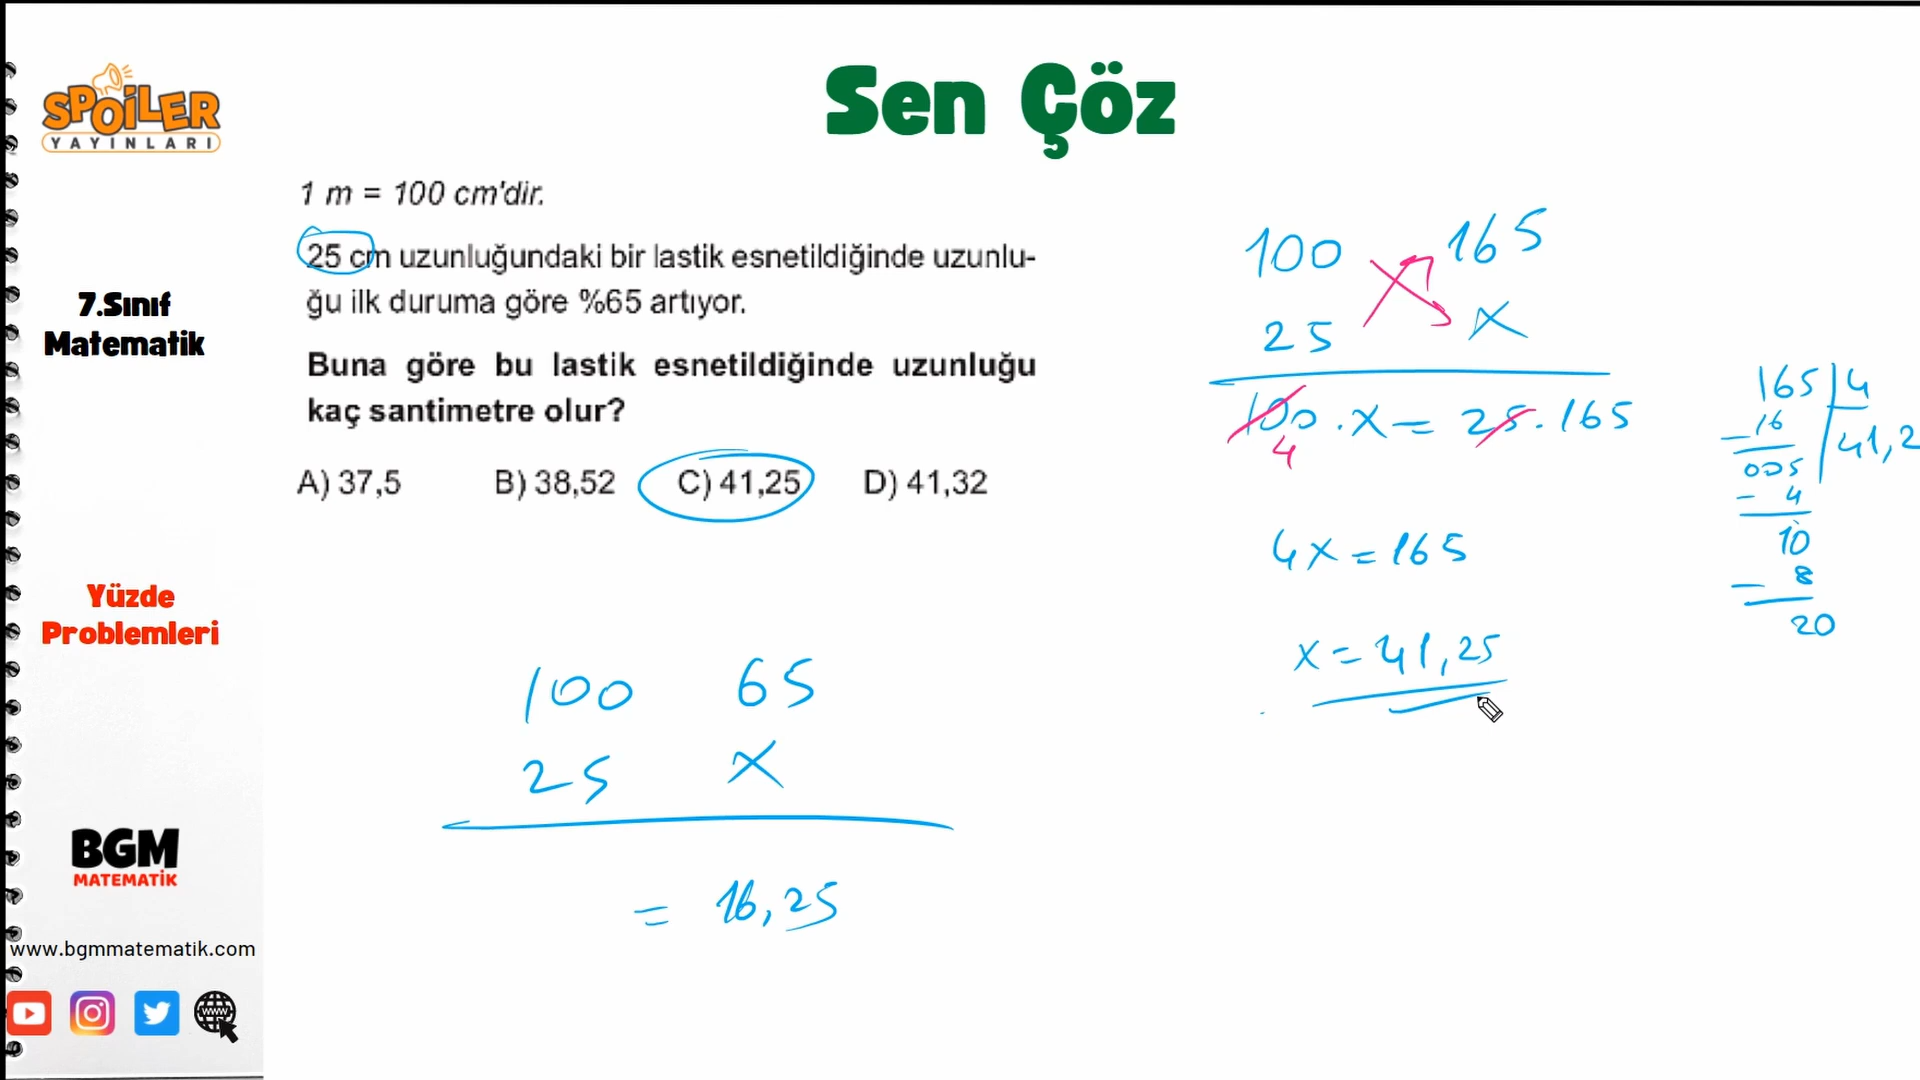 SPOİLER
YAYINLARI
7.Sınıf
Matematik
Yüzde
Problemleri
BGM
MATEMATİK
www.bgmmatematik.com
www
Sen Çöz
1 m = 100 cm'dir.
25 cm uzunluğundaki bir lastik esnetildiğinde uzunlu-
ğu ilk duruma göre %65 artıyor.
Buna göre bu lastik esnetildiğinde uzunluğu
kaç santimetre olur?
A) 37,5 B) 38,52 C) 41,25 D) 41,32
100 65
25 x
= 16,25
100 165
25 x
100 . x = 25 . 165
4
4x = 165
x = 41,25
165 4
- 16 41,2
005
- 4
10
- 8
20